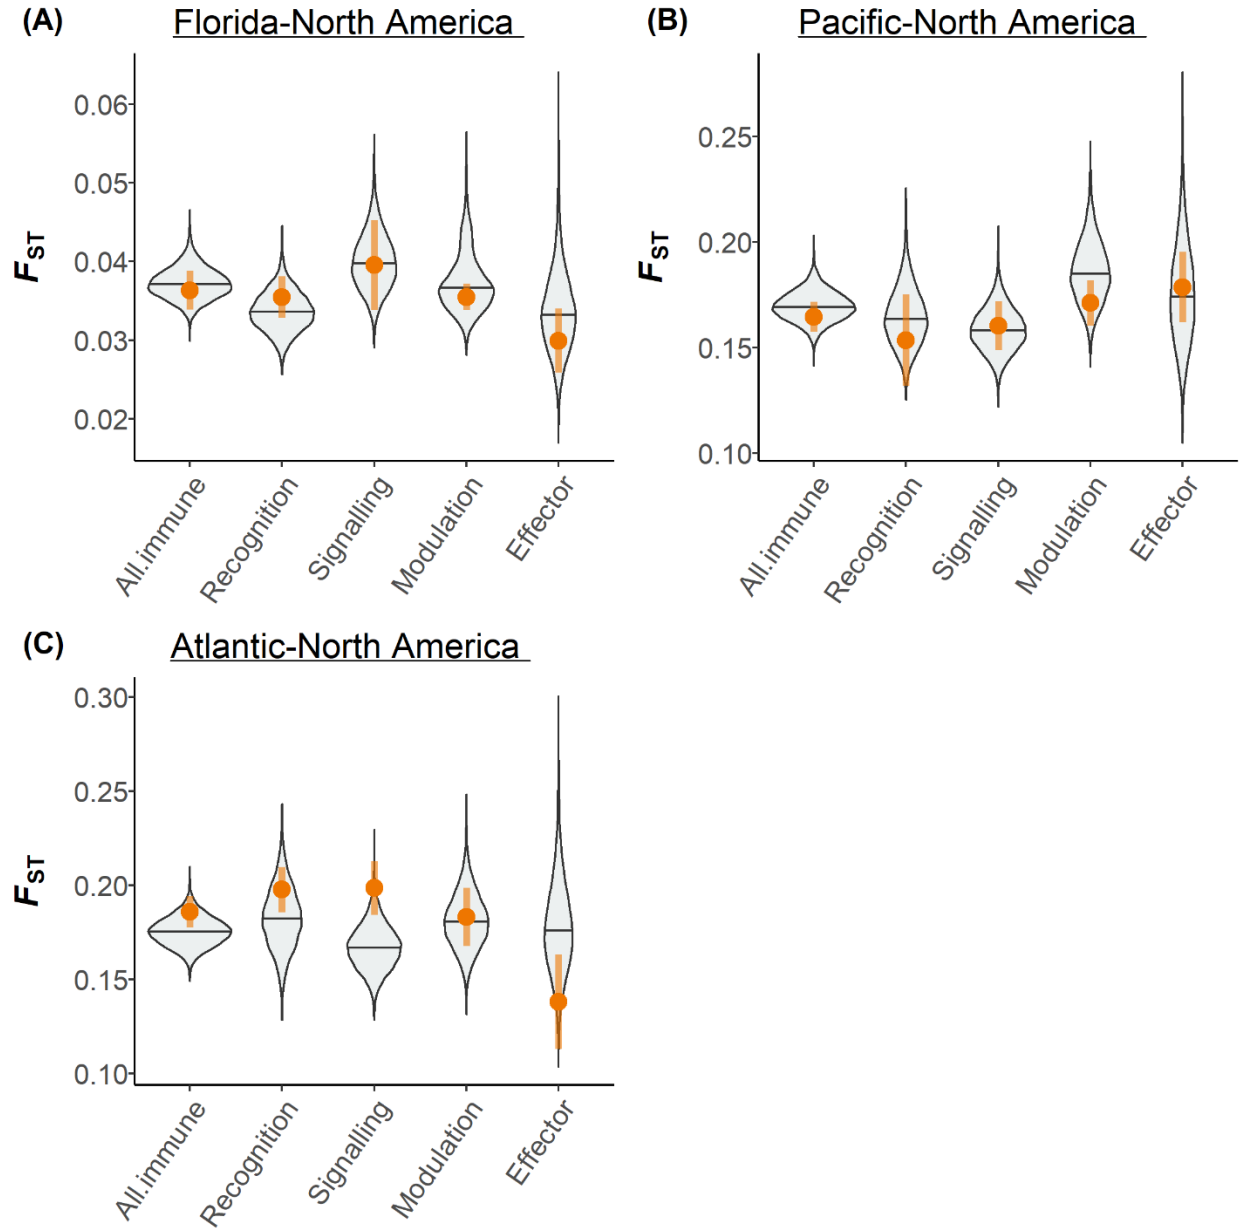 (A) Florida-North America
FST
0.06
0.05
0.04
0.03
0.02
All.immune
Recognition
Signalling
Modulation
Effector
(B) Pacific-North America
FST
0.25
0.20
0.15
0.10
All.immune
Recognition
Signalling
Modulation
Effector
(C) Atlantic-North America
FST
0.30
0.25
0.20
0.15
0.10
All.immune
Recognition
Signalling
Modulation
Effector